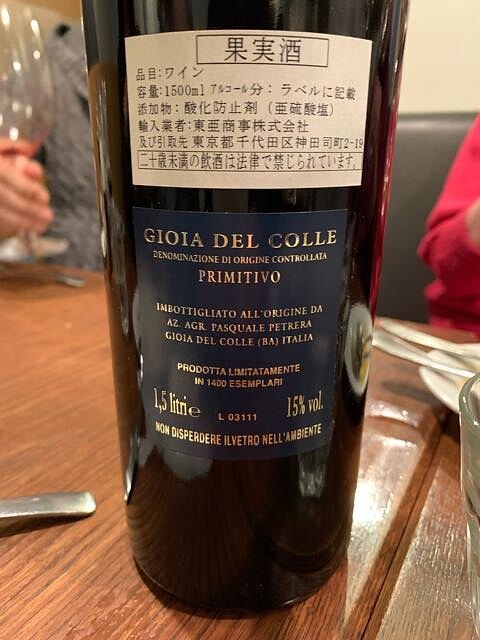 果実酒
品目:ワイン
容量:1500ml アルコール分:ラベルに記載
添加物:酸化防止剤(亜硫酸塩)
輸入業者:東亜商事株式会社
及び引取先 東京都千代田区神田司町2-19
二十歳未満の飲酒は法律で禁じられています。
GIOIA DEL COLLE
DENOMINAZIONE DI ORIGINE CONTROLLATA
PRIMITIVO
IMBOTTIGLIATO ALL'ORIGINE DA
AZ. AGR. PASQUALE PETRERA
GIOIA DEL COLLE (BA) ITALIA
PRODOTTA LIMITATAMENTE
IN 1400 ESEMPLARI
1,5 litri e L 03111 15% vol.
NON DISPERDERE ILVETRO NELL'AMBIENTE